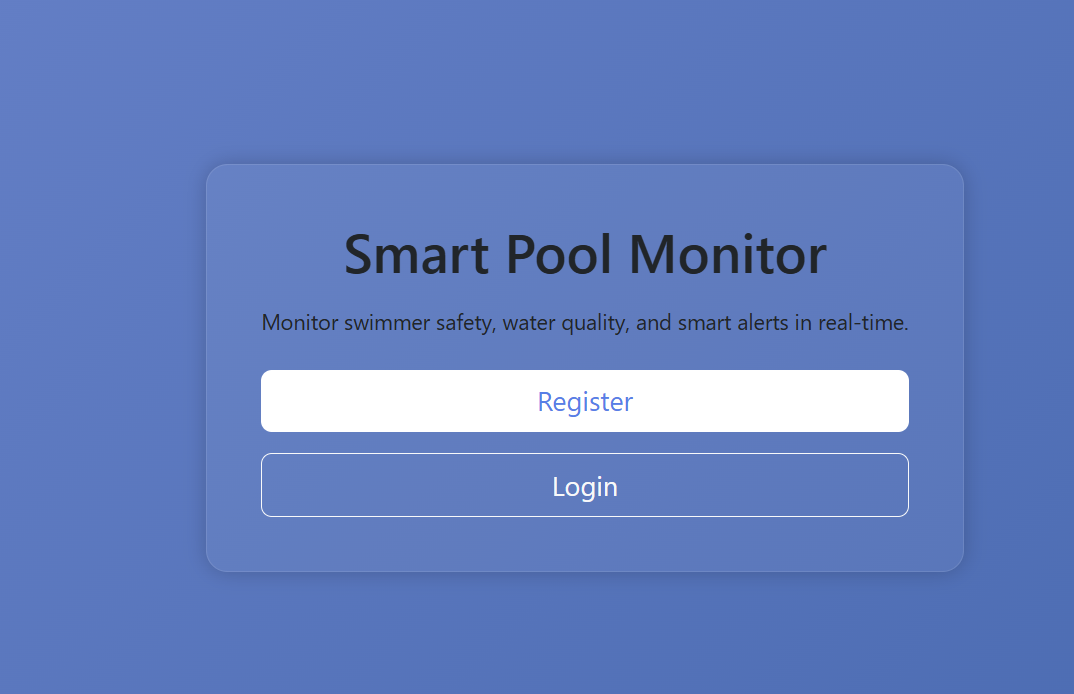 Smart Pool Monitor
Monitor swimmer safety, water quality, and smart alerts in real-time.
Register
Login